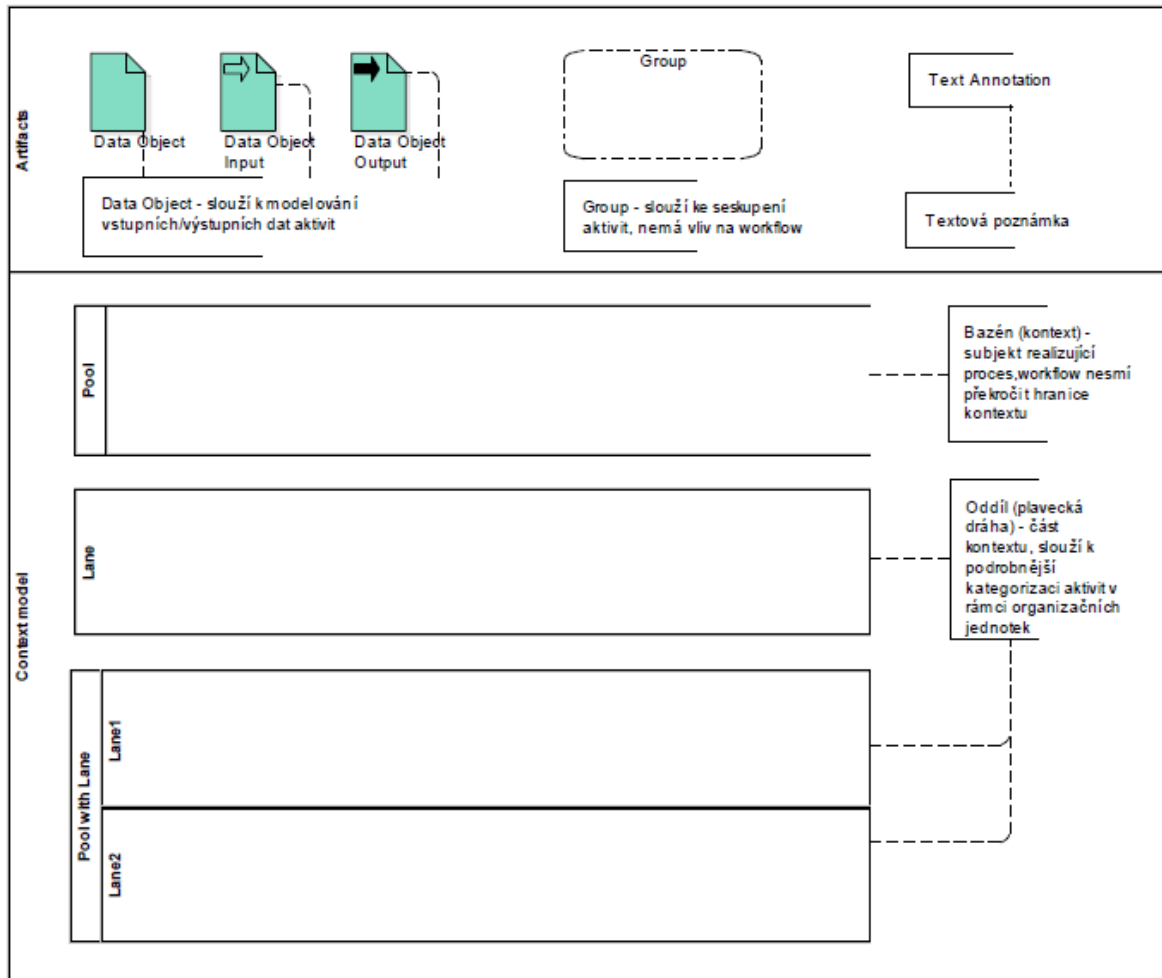 Artifacts
Data Object
Data Object
Input
Data Object
Output
Group
Text Annotation
Data Object - slouží k modelování
vstupních/výstupních dat aktivit
Group - slouží ke seskupení
aktivit, nemá vliv na workflow
Textová poznámka
Context model
Pool
Bazén (kontext) -
subjekt realizující
proces,workflow nesmí
překročit hranice
kontextu
Lane
Oddíl (plavecká
dráha) - část
kontextu, slouží k
podrobnější
kategorizaci aktivit v
rámci organizačních
jednotek
Pool with Lane
Lane1
Lane2